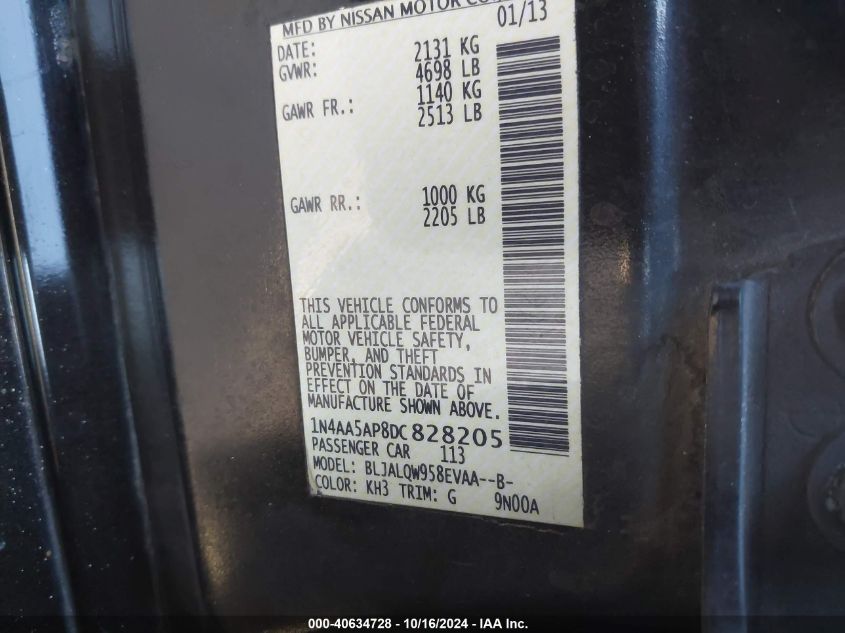 MFD BY NISSAN MOTOR CO
01/13
DATE:
GVWR: 2131 KG
4698 LB
GAWR FR.: 1140 KG
2513 LB
GAWR RR.: 1000 KG
2205 LB
THIS VEHICLE CONFORMS TO
ALL APPLICABLE FEDERAL
MOTOR VEHICLE SAFETY,
BUMPER, AND THEFT
PREVENTION STANDARDS IN
EFFECT ON THE DATE OF
MANUFACTURE SHOWN ABOVE.
1N4AA5AP8DC828205
PASSENGER CAR 113
MODEL: BLJALQW958EVAA--B-
COLOR: KH3 TRIM: G 9N00A
000-40634728 - 10/16/2024 - IAA Inc.